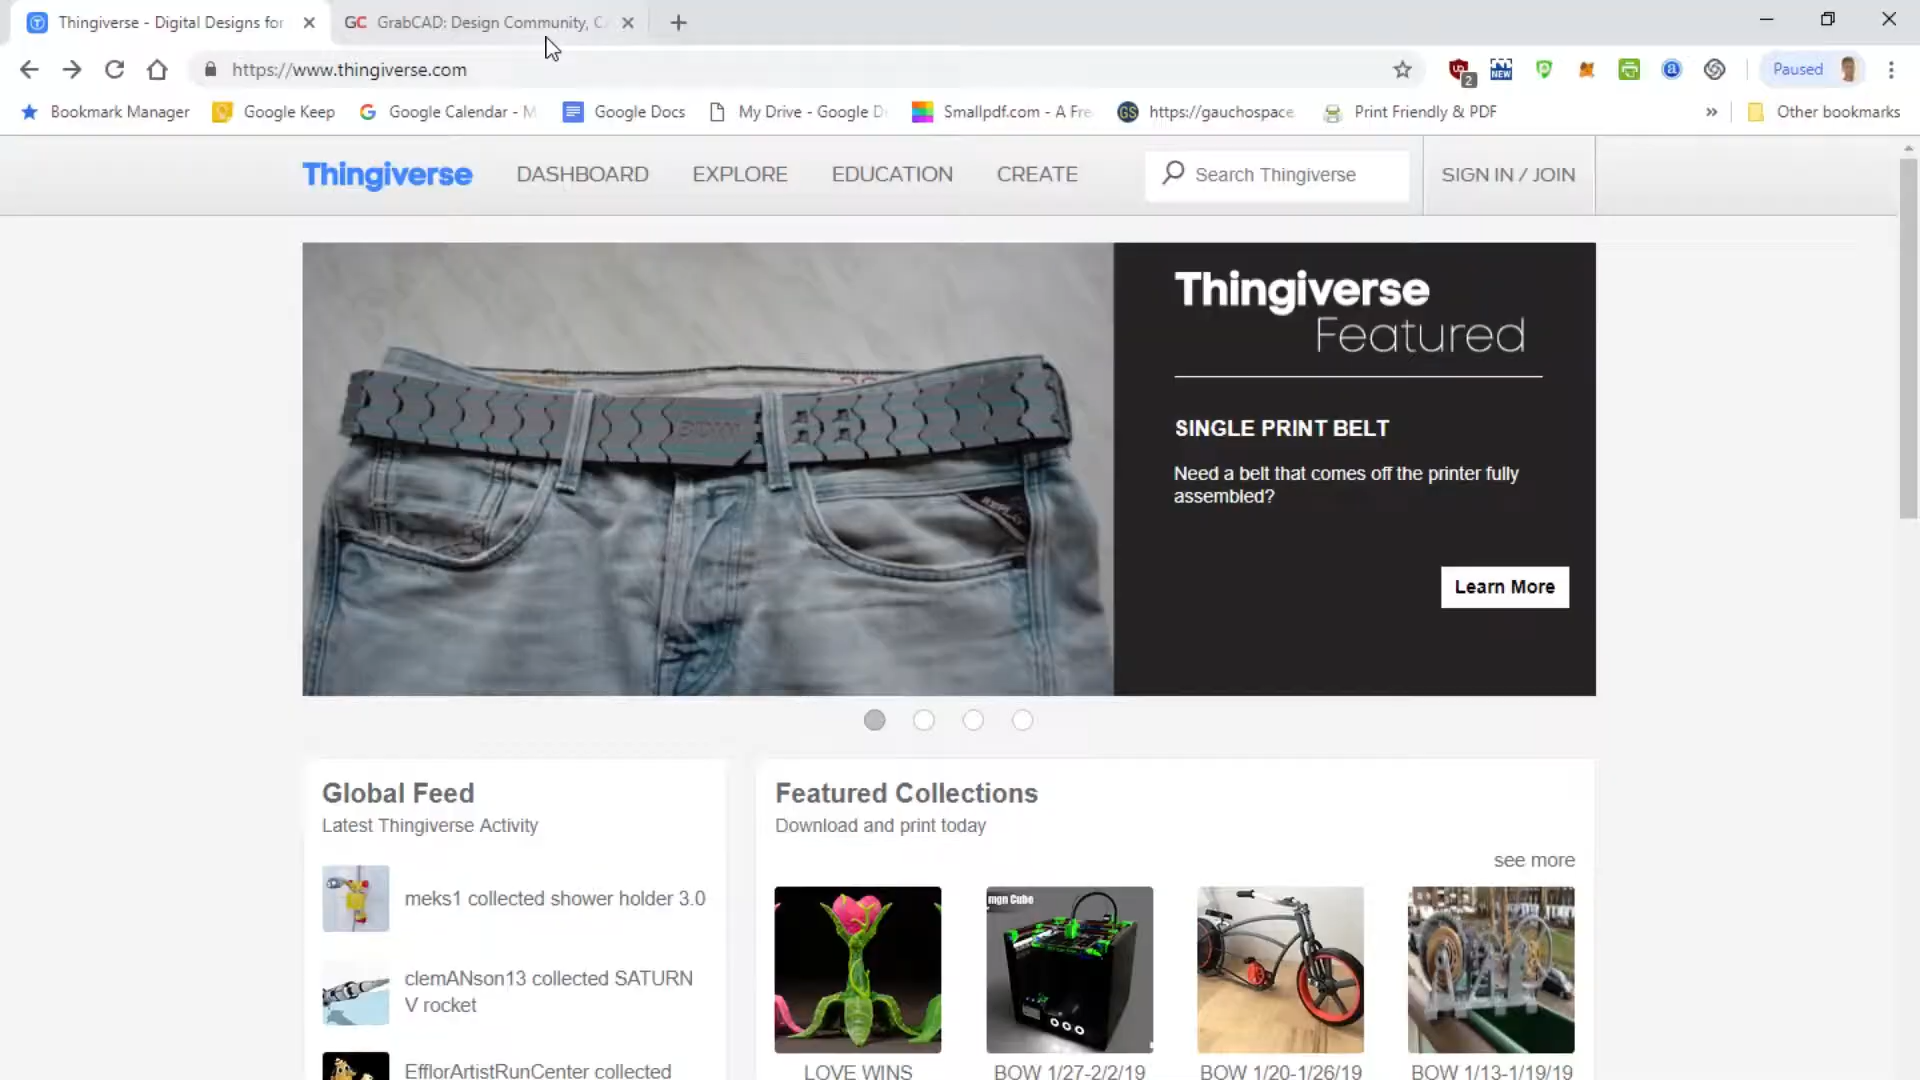 Thingiverse - Digital Designs for
GC GrabCAD: Design Community, C
https://www.thingiverse.com
2
NEW
Paused
Bookmark Manager
Google Keep
Google Calendar - M
Google Docs
My Drive - Google D
Smallpdf.com - A Fre
GS https://gauchospace
Print Friendly & PDF
»
Other bookmarks
Thingiverse
DASHBOARD
EXPLORE
EDUCATION
CREATE
Search Thingiverse
SIGN IN / JOIN
Thingiverse
Featured
SINGLE PRINT BELT
Need a belt that comes off the printer fully
assembled?
Learn More
Global Feed
Latest Thingiverse Activity
meks1 collected shower holder 3.0
clemANson13 collected SATURN
V rocket
EfflorArtistRunCenter collected
Featured Collections
Download and print today
see more
mgn Cube
LOVE WINS
BOW 1/27-2/2/19
BOW 1/20-1/26/19
BOW 1/13-1/19/19